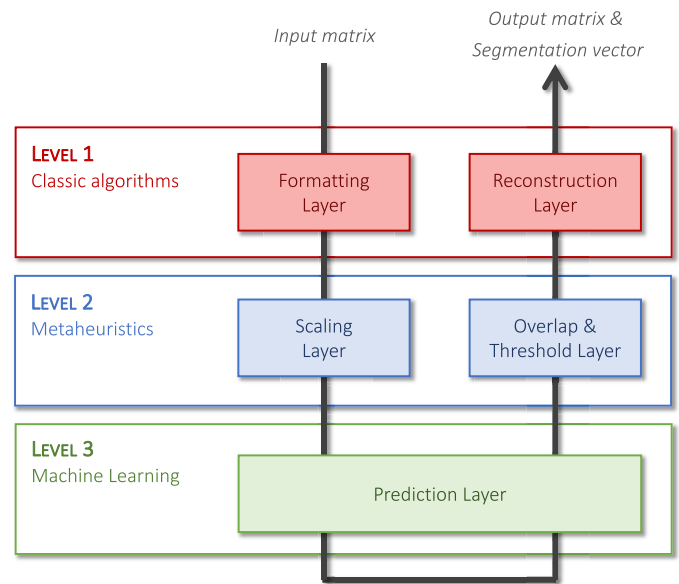 Input matrix
Output matrix &
Segmentation vector
LEVEL 1
Classic algorithms
Formatting
Layer
Reconstruction
Layer
LEVEL 2
Metaheuristics
Scaling
Layer
Overlap &
Threshold Layer
LEVEL 3
Machine Learning
Prediction Layer